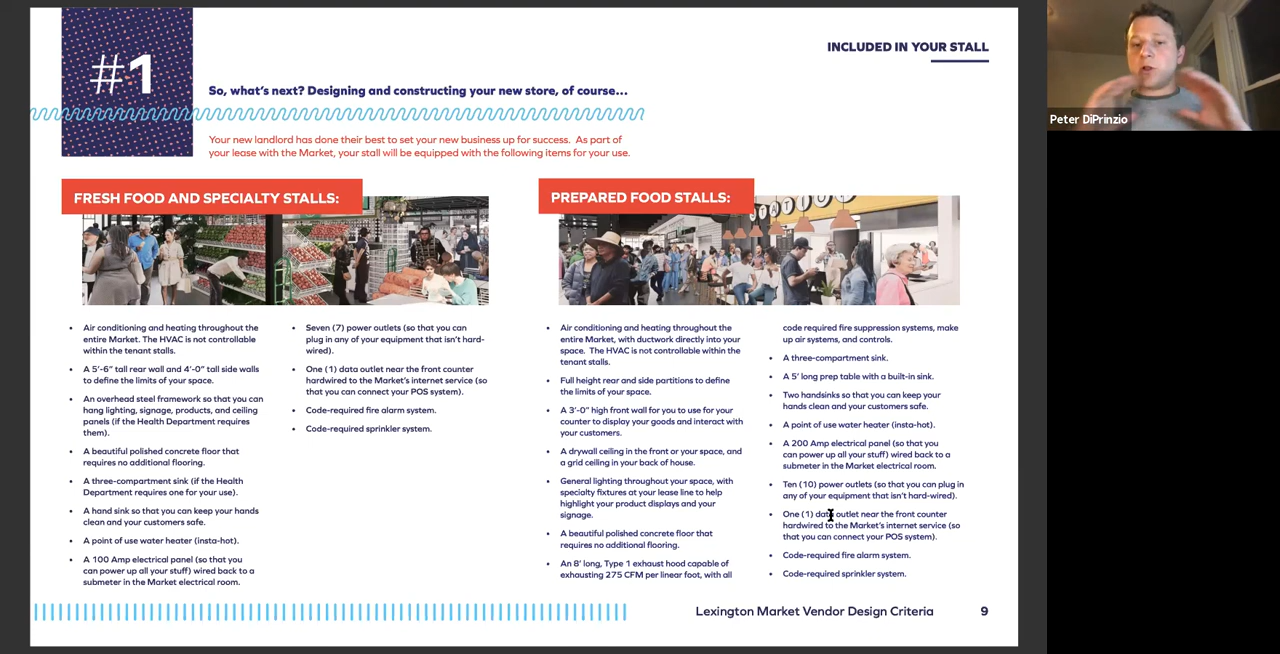 #1
INCLUDED IN YOUR STALL
So, what's next? Designing and constructing your new store, of course...
Your new landlord has done their best to set your new business up for success. As part of
your lease with the Market, your stall will be equipped with the following items for your use.
FRESH FOOD AND SPECIALTY STALLS:
• Air conditioning and heating throughout the
entire Market. The HVAC is not controllable
within the tenant stalls.
• A 5'-6" tall rear wall and 4'-0" tall side walls
to define the limits of your space.
• An overhead steel framework so that you can
hang lighting, signage, products, and ceiling
panels (if the Health Department requires
them).
• A beautiful polished concrete floor that
requires no additional flooring.
• A three-compartment sink (if the Health
Department requires one for your use).
• A hand sink so that you can keep your hands
clean and your customers safe.
• A point of use water heater (insta-hot).
• A 100 Amp electrical panel (so that you
can power up all your stuff) wired back to a
submeter in the Market electrical room.
• Seven (7) power outlets (so that you can
plug in any of your equipment that isn't hard-
wired).
• One (1) data outlet near the front counter
hardwired to the Market's internet service (so
that you can connect your POS system).
• Code-required fire alarm system.
• Code-required sprinkler system.
PREPARED FOOD STALLS:
• Air conditioning and heating throughout the
entire Market, with ductwork directly into your
space. The HVAC is not controllable within the
tenant stalls.
• Full height rear and side partitions to define
the limits of your space.
• A 3'-0" high front wall for you to use for your
counter to display your goods and interact with
your customers.
• A drywall ceiling in the front or your space, and
a grid ceiling in your back of house.
• General lighting throughout your space, with
specialty fixtures at your lease line to help
highlight your product displays and your
signage.
• A beautiful polished concrete floor that
requires no additional flooring.
• An 8' long, Type 1 exhaust hood capable of
exhausting 275 CFM per linear foot, with all
code required fire suppression systems, make
up air systems, and controls.
• A three-compartment sink.
• A 5' long prep table with a built-in sink.
• Two handsinks so that you can keep your
hands clean and your customers safe.
• A point of use water heater (insta-hot).
• A 200 Amp electrical panel (so that you
can power up all your stuff) wired back to a
submeter in the Market electrical room.
• Ten (10) power outlets (so that you can plug in
any of your equipment that isn't hard-wired).
• One (1) data outlet near the front counter
hardwired to the Market's internet service (so
that you can connect your POS system).
• Code-required fire alarm system.
• Code-required sprinkler system.
Lexington Market Vendor Design Criteria 9
Peter DiPrinzio